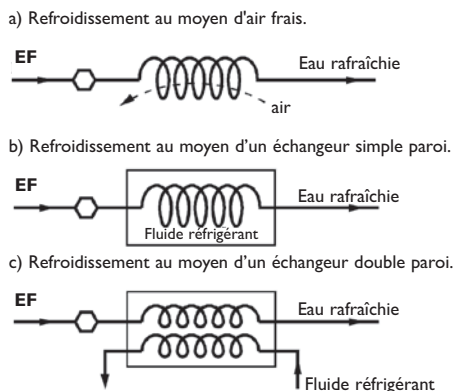 a) Refroidissement au moyen d'air frais.
EF
Eau rafraîchie
air
b) Refroidissement au moyen d’un échangeur simple paroi.
EF
Eau rafraîchie
Fluide réfrigérant
c) Refroidissement au moyen d’un échangeur double paroi.
EF
Eau rafraîchie
Fluide réfrigérant